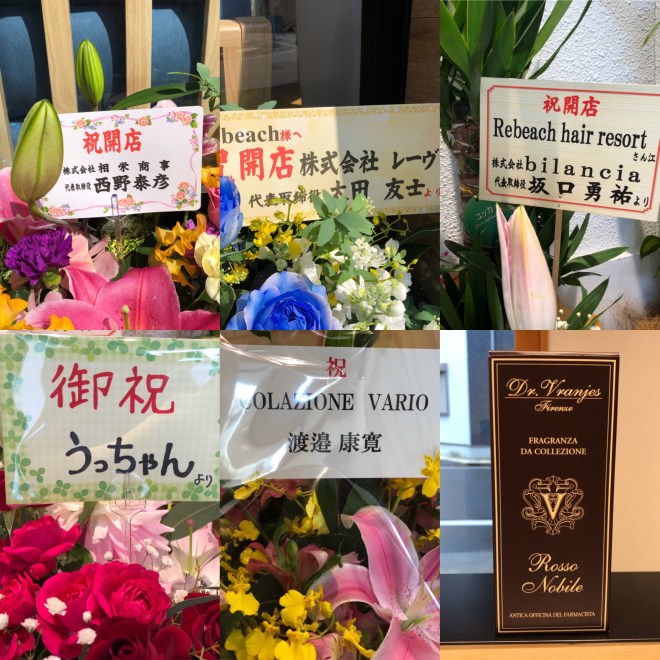 祝開店
株式会社 相栄商事
代表取締役 西野泰彦
beach様へ
開店 株式会社 レーヴ
代表取締役 太田 友士より
祝開店
Rebeach hair resort
さん江
株式会社 bilancia
代表取締役 坂口勇祐 より
御祝
うっちゃん
より
祝
COLAZIONE VARIO
渡邉 康寛
Dr. Vranjes
Firenze
FRAGRANZA
DA COLLEZIONE
V
Rosso
Nobile
ANTICA OFFICINA DEL FARMACISTA